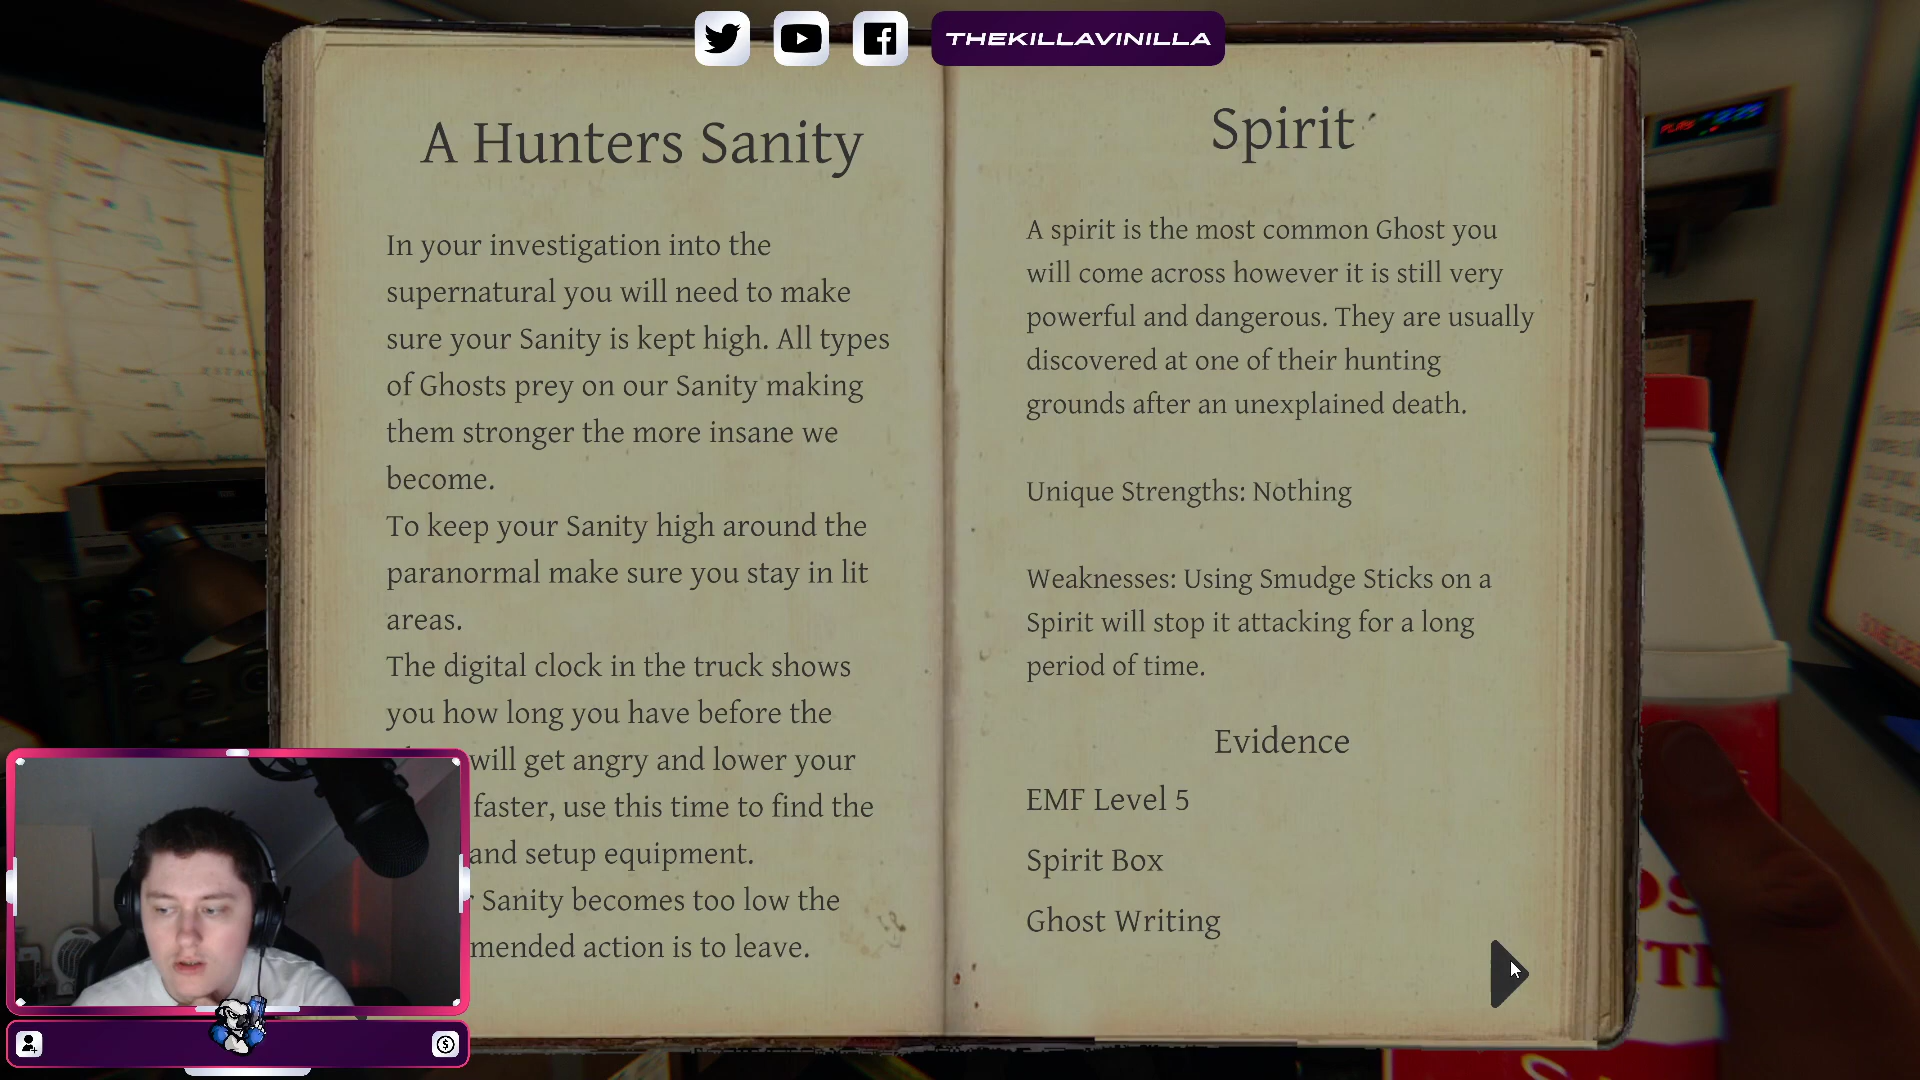 THEKILLAVINILLA
A Hunters Sanity
In your investigation into the
supernatural you will need to make
sure your Sanity is kept high. All types
of Ghosts prey on our Sanity making
them stronger the more insane we
become.
To keep your Sanity high around the
paranormal make sure you stay in lit
areas.
The digital clock in the truck shows
you how long you have before the
will get angry and lower your
faster, use this time to find the
and setup equipment.
Sanity becomes too low the
mended action is to leave.
Spirit
A spirit is the most common Ghost you
will come across however it is still very
powerful and dangerous. They are usually
discovered at one of their hunting
grounds after an unexplained death.
Unique Strengths: Nothing
Weaknesses: Using Smudge Sticks on a
Spirit will stop it attacking for a long
period of time.
Evidence
EMF Level 5
Spirit Box
Ghost Writing